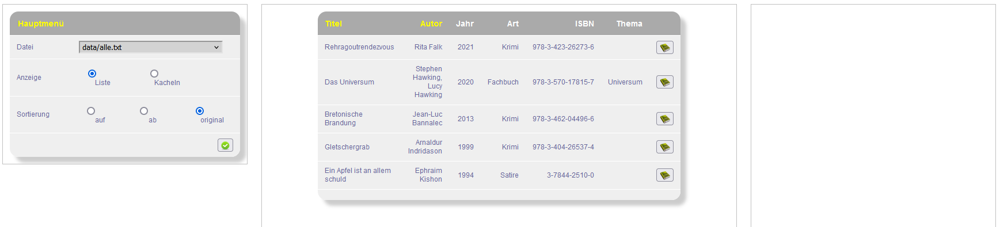 Hauptmenü
Datei data/alle.txt
Anzeige
Liste Kacheln
Sortierung
auf ab original
Titel Autor Jahr Art ISBN Thema
Rehragoutrendezvous Rita Falk 2021 Krimi 978-3-423-26273-6
Stephen
Hawking,
Das Universum 2020 Fachbuch 978-3-570-17815-7 Universum
Lucy
Hawking
Bretonische Jean-Luc
2013 Krimi 978-3-462-04496-6
Brandung Bannalec
Arnaldur
Gletschergrab 1999 Krimi 978-3-404-26537-4
Indridason
Ein Apfel ist an allem Ephraim
1994 Satire 3-7844-2510-0
schuld Kishon